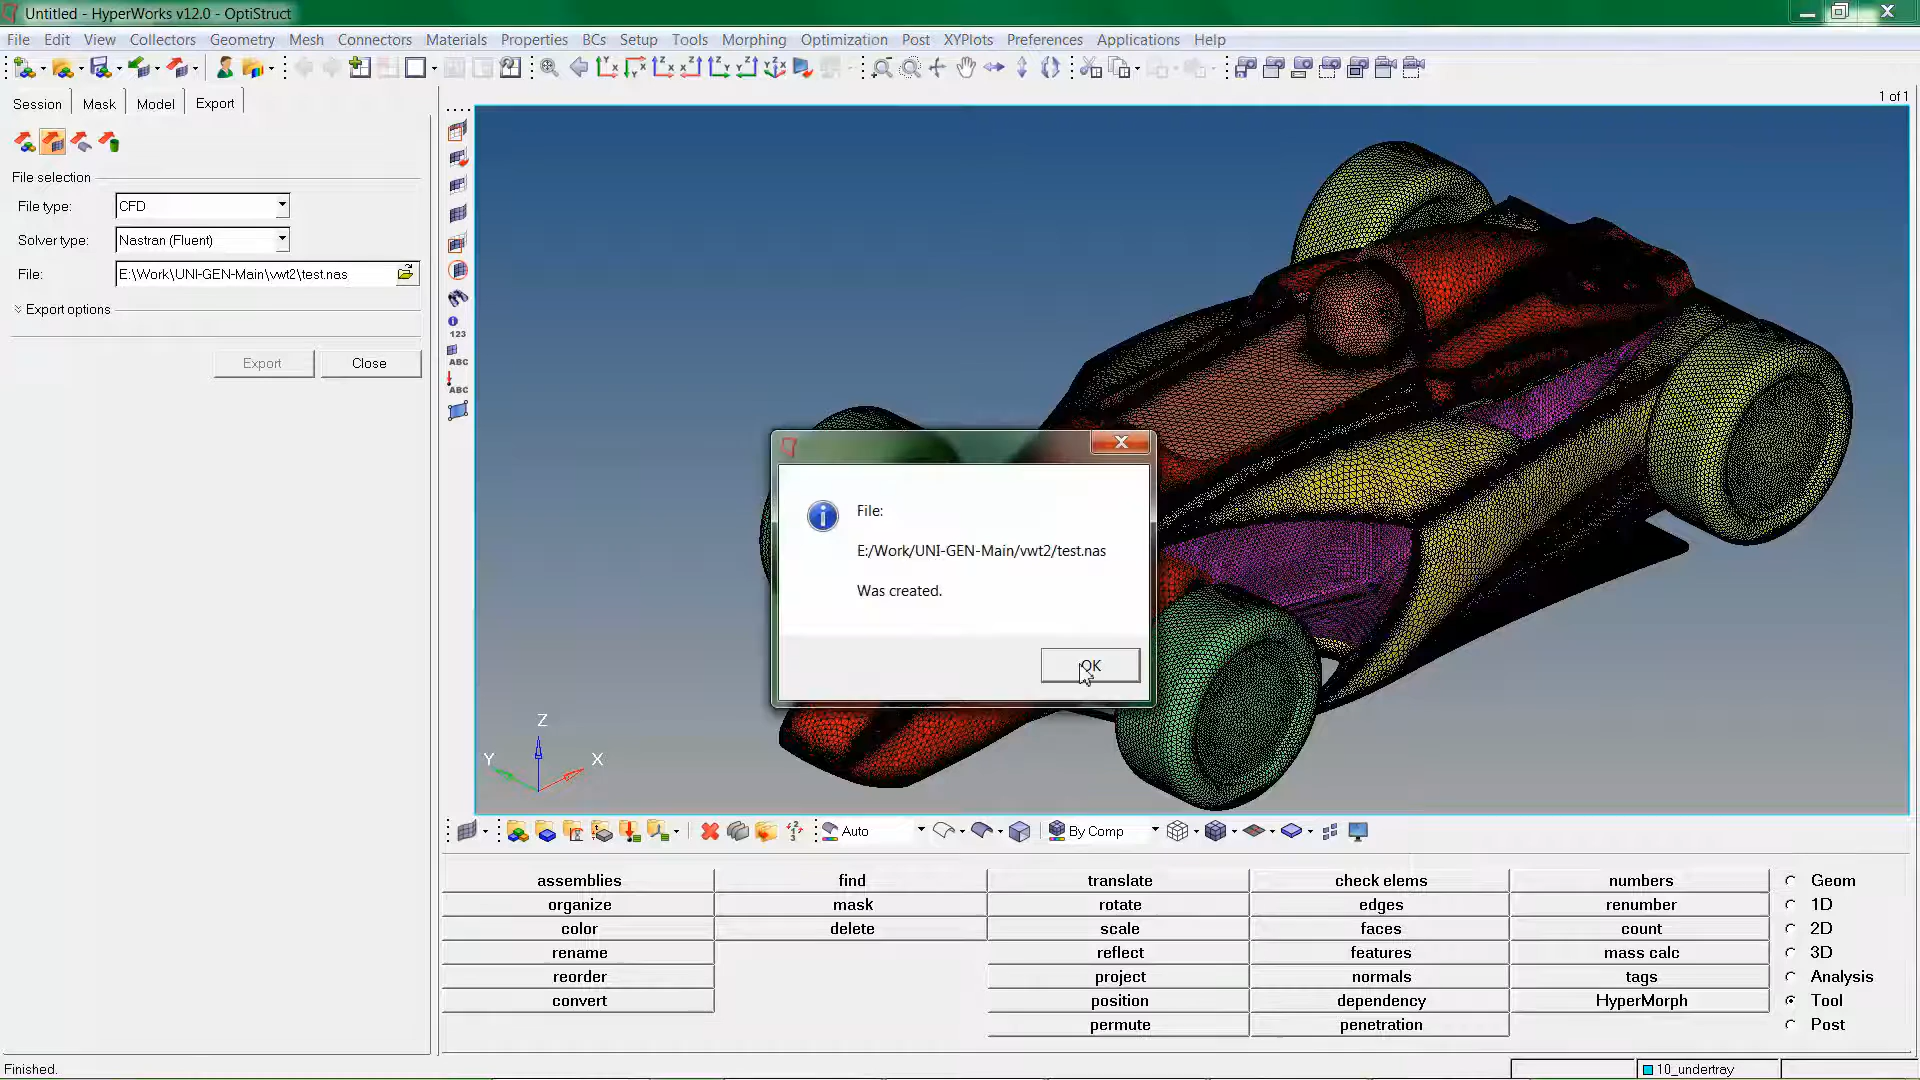 Untitled - HyperWorks v12.0 - OptiStruct
File Edit View Collectors Geometry Mesh Connectors Materials Properties BCs Setup Tools Morphing Optimization Post XYPlots Preferences Applications Help
Session Mask Model Export
1 of 1
File selection
File type: CFD
Solver type: Nastran (Fluent)
File: E:\Work\UNI-GEN-Main\vwt2\test.nas
Export options
Export Close
123
ABC
ABC
File:
E:/Work/UNI-GEN-Main/vwt2/test.nas
Was created.
OK
Z
Y X
Auto By Comp
assemblies find translate check elems numbers Geom
organize mask rotate edges renumber 1D
color delete scale faces count 2D
rename reflect features mass calc 3D
reorder project normals tags Analysis
convert position dependency HyperMorph Tool
permute penetration Post
Finished. 10_undertray